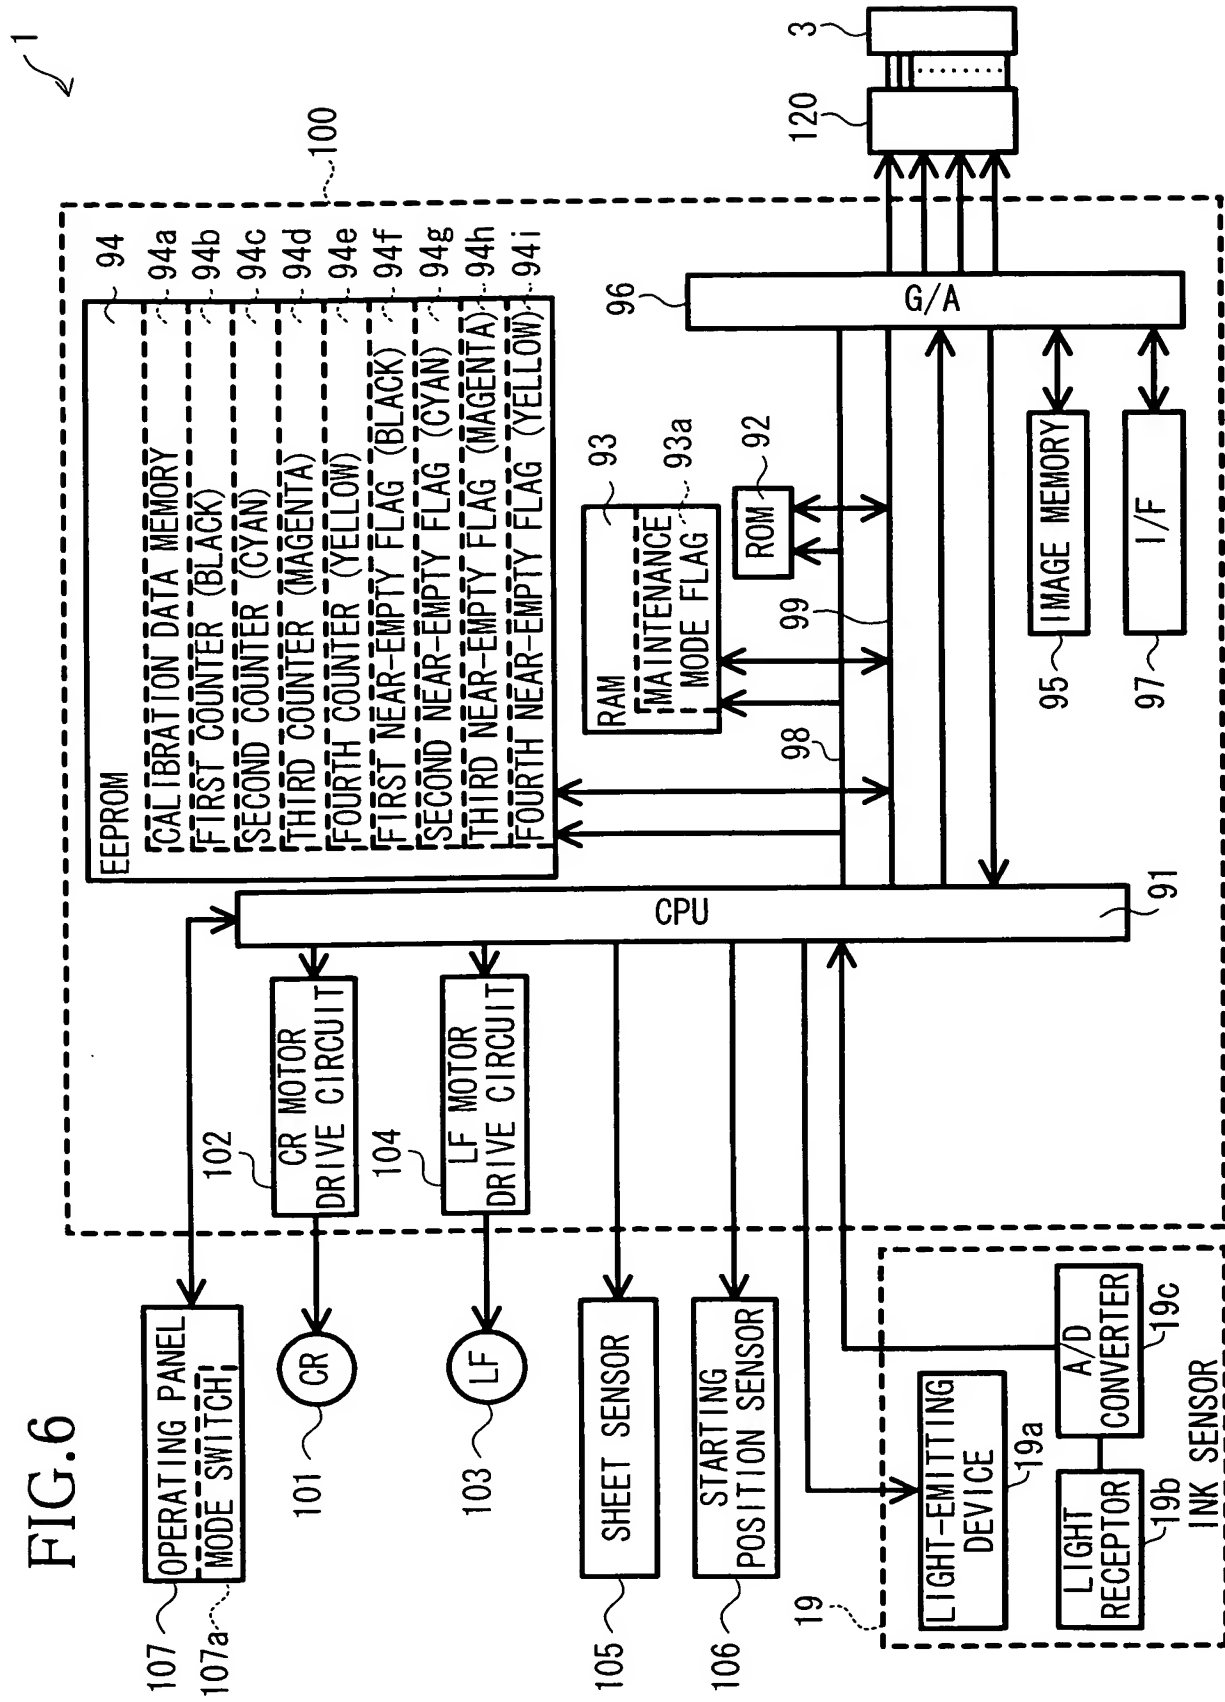 FIG.6
1
107
OPERATING PANEL
107a
MODE SWITCH
102
CR MOTOR
DRIVE CIRCUIT
101
CR
104
LF MOTOR
DRIVE CIRCUIT
103
LF
105
SHEET SENSOR
106
STARTING
POSITION SENSOR
19
LIGHT-EMITTING
DEVICE
19a
LIGHT
RECEPTOR
19b
A/D
CONVERTER
19c
INK SENSOR
100
EEPROM
94
CALIBRATION DATA MEMORY
94a
FIRST COUNTER (BLACK)
94b
SECOND COUNTER (CYAN)
94c
THIRD COUNTER (MAGENTA)
94d
FOURTH COUNTER (YELLOW)
94e
FIRST NEAR-EMPTY FLAG (BLACK)
94f
SECOND NEAR-EMPTY FLAG (CYAN)
94g
THIRD NEAR-EMPTY FLAG (MAGENTA)
94h
FOURTH NEAR-EMPTY FLAG (YELLOW)
94i
CPU
91
RAM
93
MAINTENANCE
MODE FLAG
93a
ROM
92
98
99
96
G/A
95
IMAGE MEMORY
97
I/F
120
3